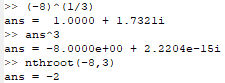 >> (-8)^(1/3)
ans =  1.0000 + 1.7321i
>> ans^3
ans = -8.0000e+00 + 2.2204e-15i
>> nthroot(-8,3)
ans = -2